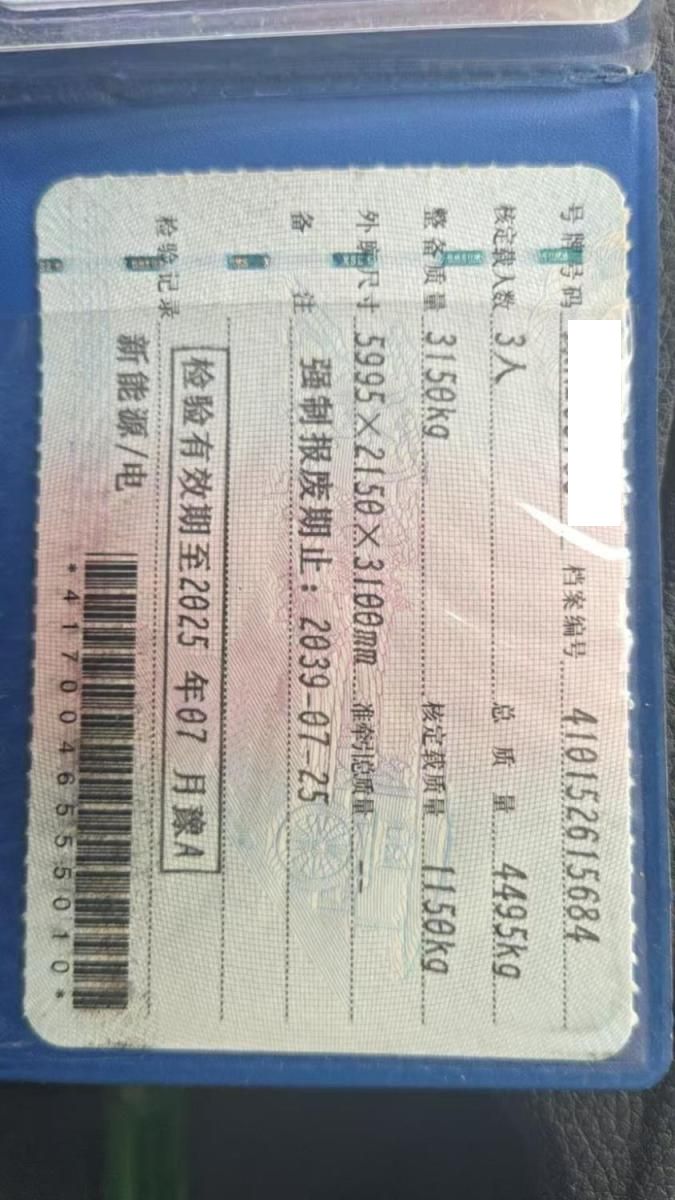 号牌号码 档案编号 410152615684
核定载人数 3人 总质量 4495kg
整备质量 3150kg 核定载质量 1150kg
外廓尺寸 5995×2150×3100mm 准牵引总质量 --
备注 强制报废期止：2039-07-25
检验有效期至2025年07月豫A
检验记录
新能源/电
*4170046555010*